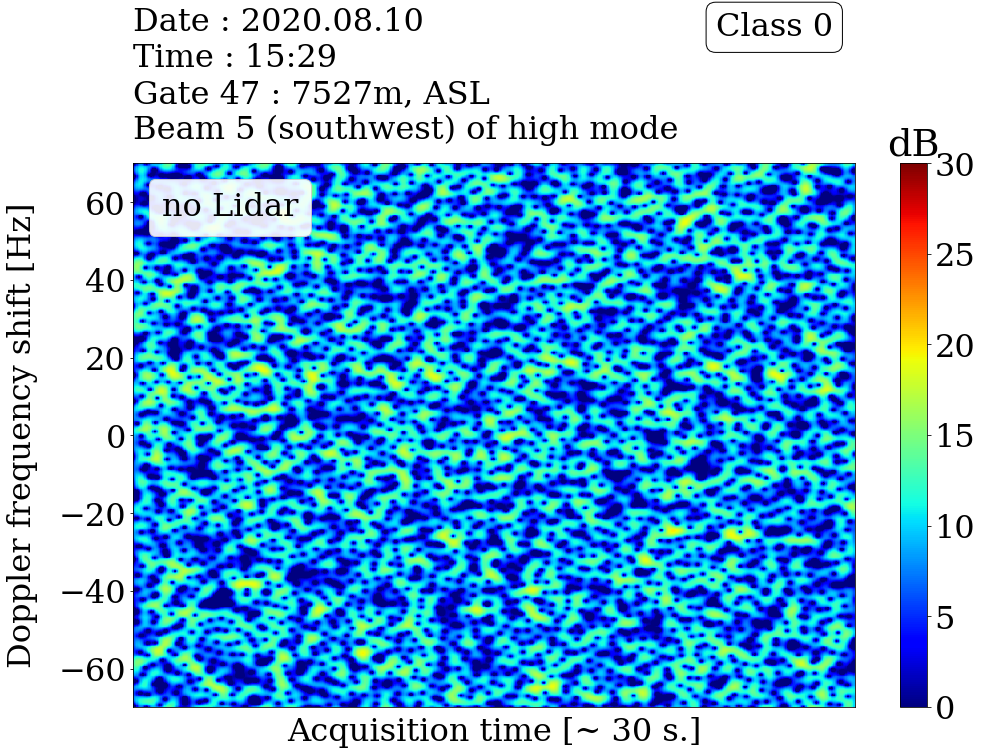 Date : 2020.08.10
Time : 15:29
Gate 47 : 7527m, ASL
Beam 5 (southwest) of high mode
Class 0
dB
no Lidar
Doppler frequency shift [Hz]
60
40
20
0
−20
−40
−60
Acquisition time [~ 30 s.]
30
25
20
15
10
5
0